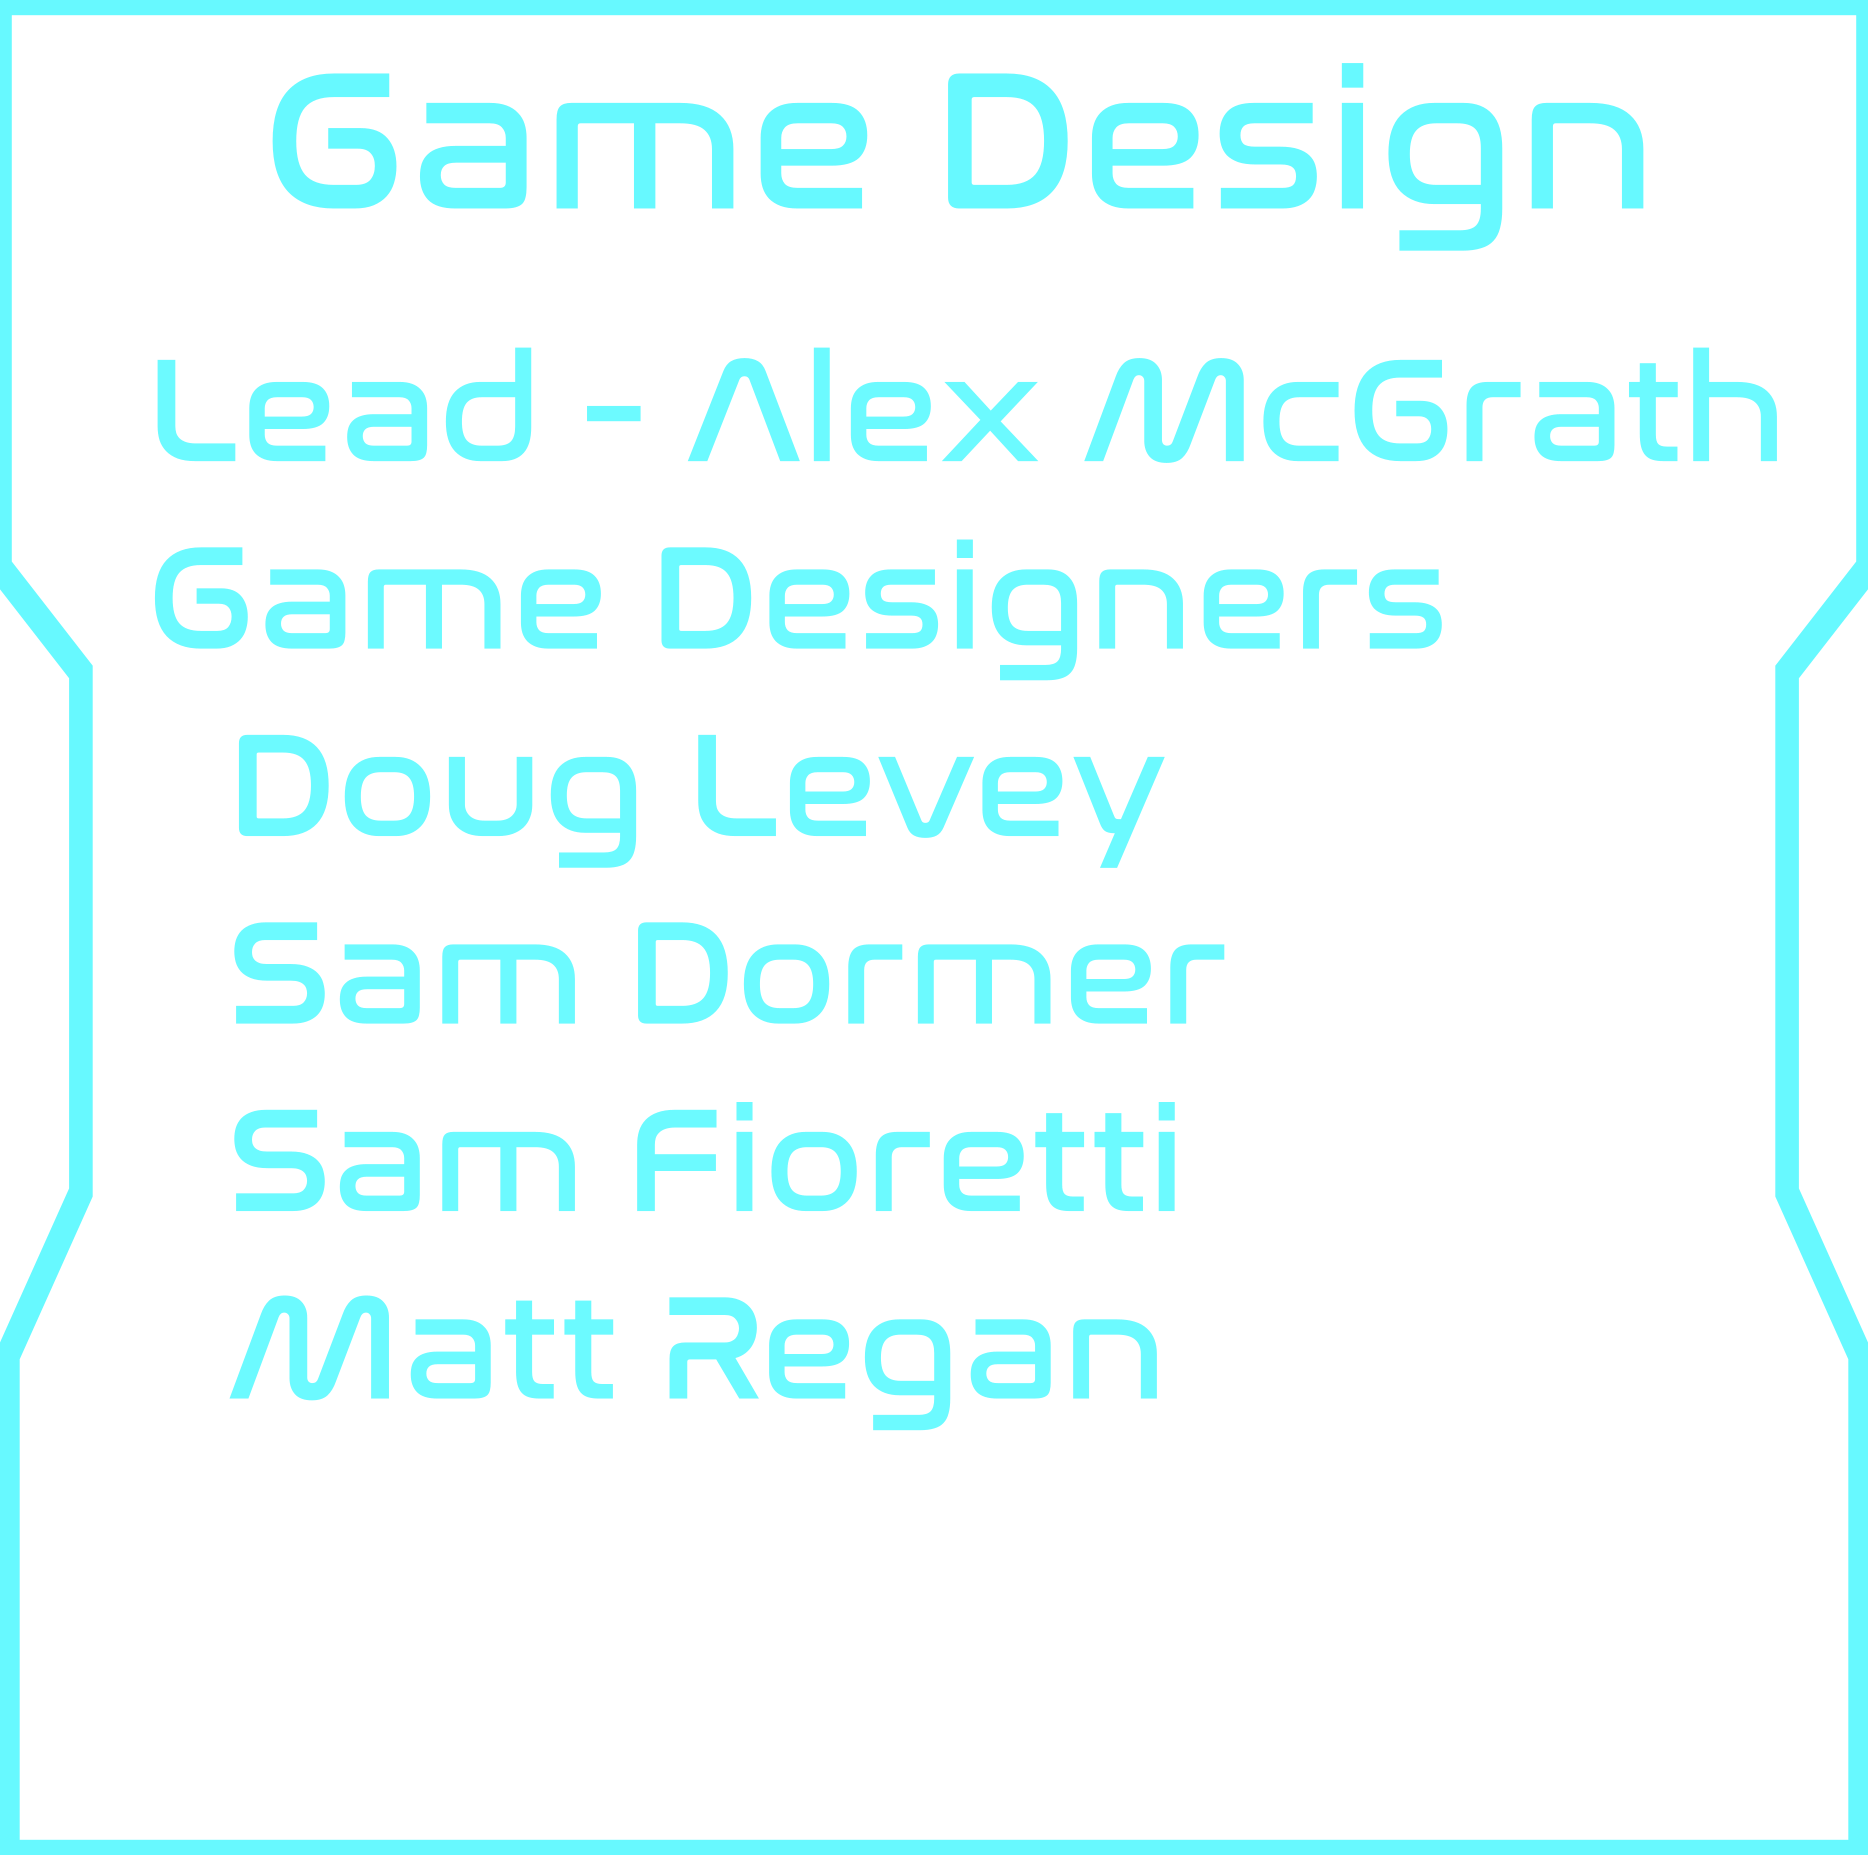 Game Design
Lead - Alex McGrath
Game Designers
Doug Levey
Sam Dormer
Sam Fioretti
Matt Regan